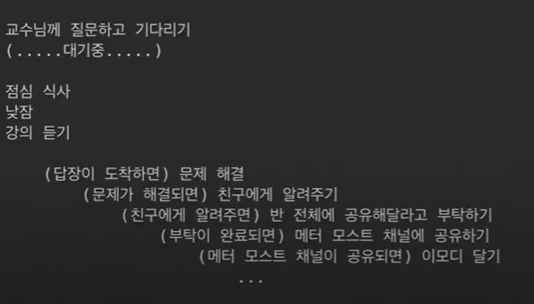 교수님께 질문하고 기다리기
(.....대기중.....)
점심 식사
낮잠
강의 듣기
(답장이 도착하면) 문제 해결
(문제가 해결되면) 친구에게 알려주기
(친구에게 알려주면) 반 전체에 공유해달라고 부탁하기
(부탁이 완료되면) 메터 모스트 채널에 공유하기
(메터 모스트 채널이 공유되면) 이모디 달기
...